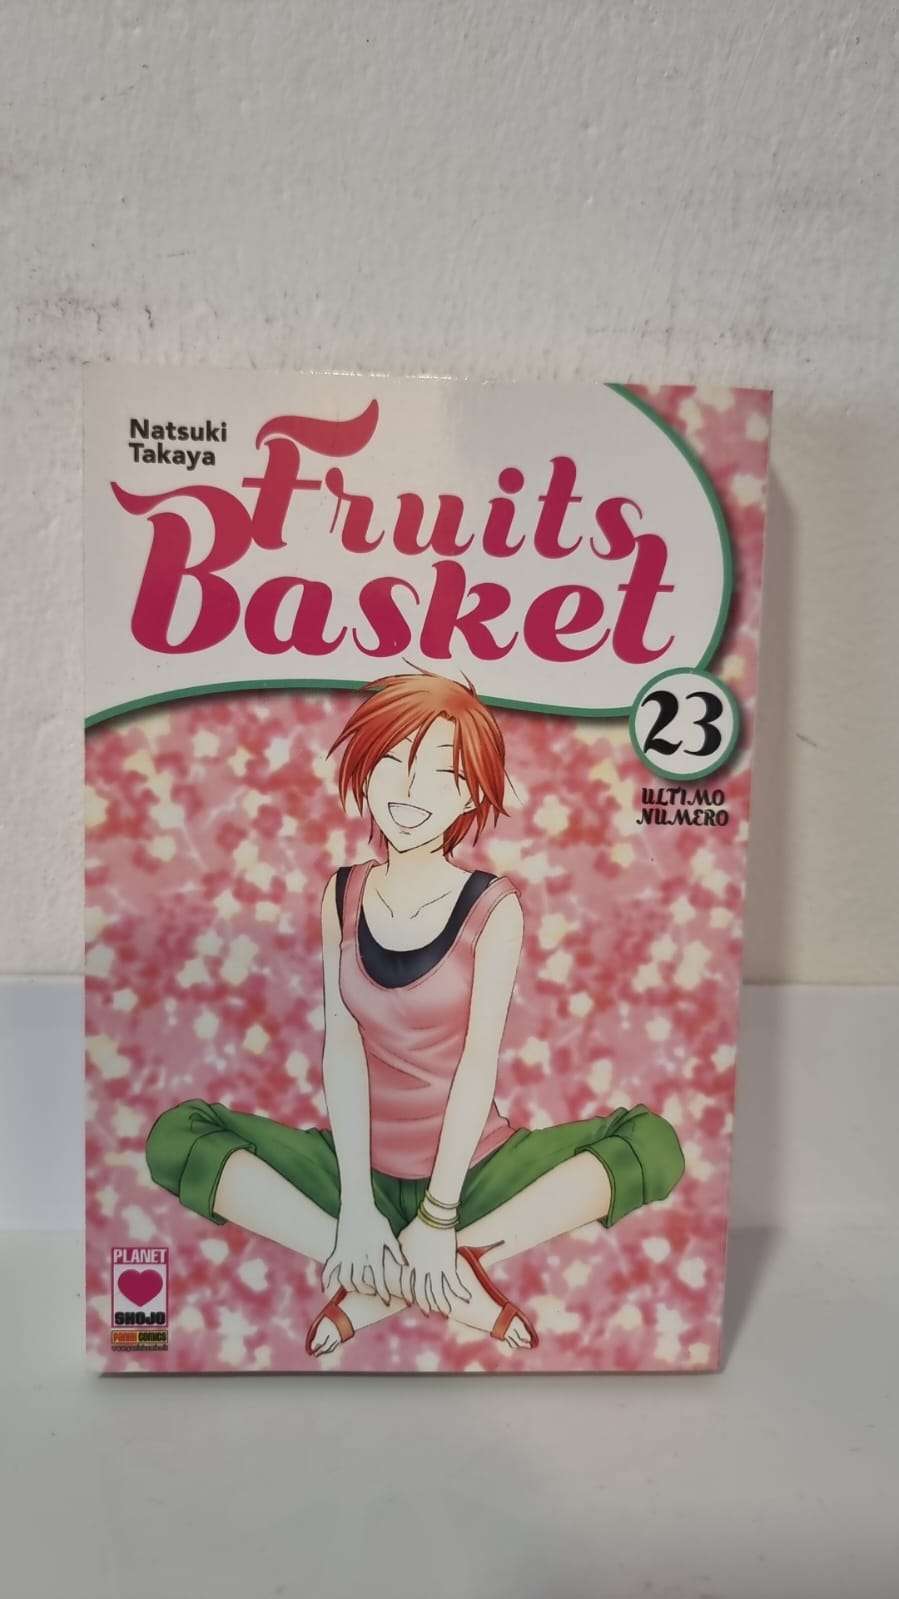 Natsuki
Takaya
Fruits
Basket
23
ULTIMO
NUMERO
PLANET
SHOJO
PANINI COMICS